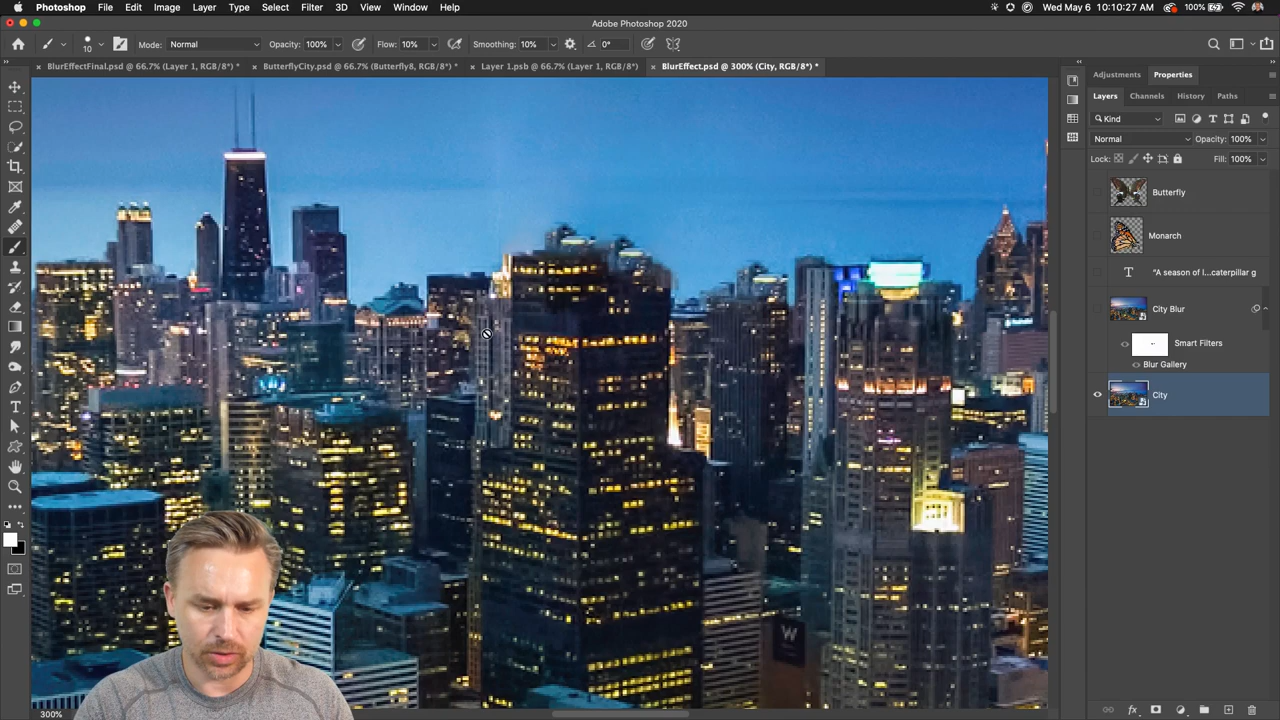 Photoshop File Edit Image Layer Type Select Filter 3D View Window Help 100% Wed May 6 10:10:27 AM
Adobe Photoshop 2020
10 Mode: Normal Opacity: 100% Flow: 10% Smoothing: 10% 0°
× BlurEffectFinal.psd @ 66.7% (Layer 1, RGB/8*) * × ButterflyCity.psd @ 66.7% (Butterfly8, RGB/8*) * × Layer 1.psb @ 66.7% (Layer 1, RGB/8*) × BlurEffect.psd @ 300% (City, RGB/8*) *
Adjustments Properties
Layers Channels History Paths
Kind
Normal Opacity: 100%
Lock: Fill: 100%
Butterfly
Monarch
T "A season of l...caterpillar g
City Blur
Smart Filters
Blur Gallery
City
W
300%
fx